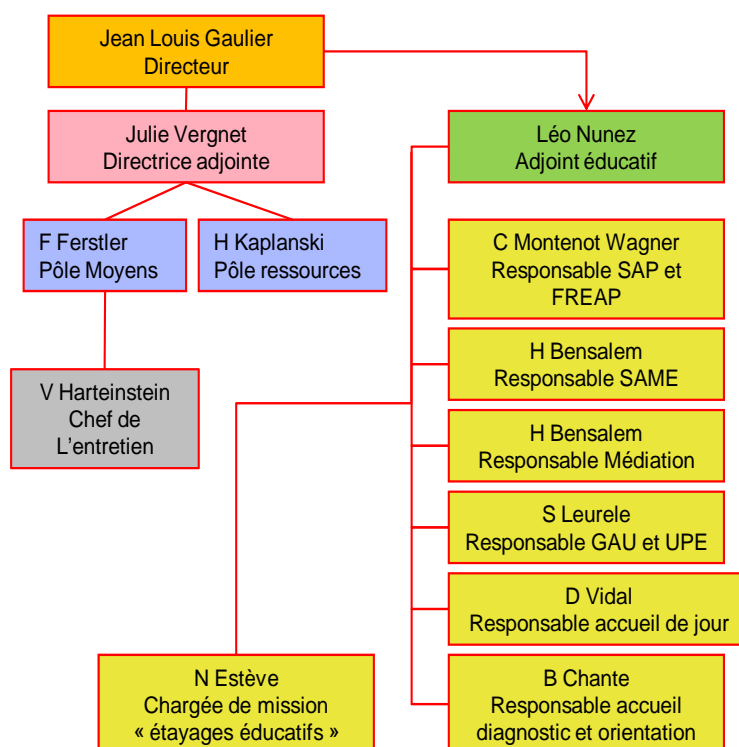 Jean Louis Gaulier
Directeur
Julie Vergnet
Directrice adjointe
Léo Nunez
Adjoint éducatif
F Ferstler
Pôle Moyens
H Kaplanski
Pôle ressources
C Montenot Wagner
Responsable SAP et
FREAP
V Harteinstein
Chef de
L'entretien
H Bensalem
Responsable SAME
H Bensalem
Responsable Médiation
S Leurele
Responsable GAU et UPE
D Vidal
Responsable accueil de jour
N Estève
Chargée de mission
« étayages éducatifs »
B Chante
Responsable accueil
diagnostic et orientation